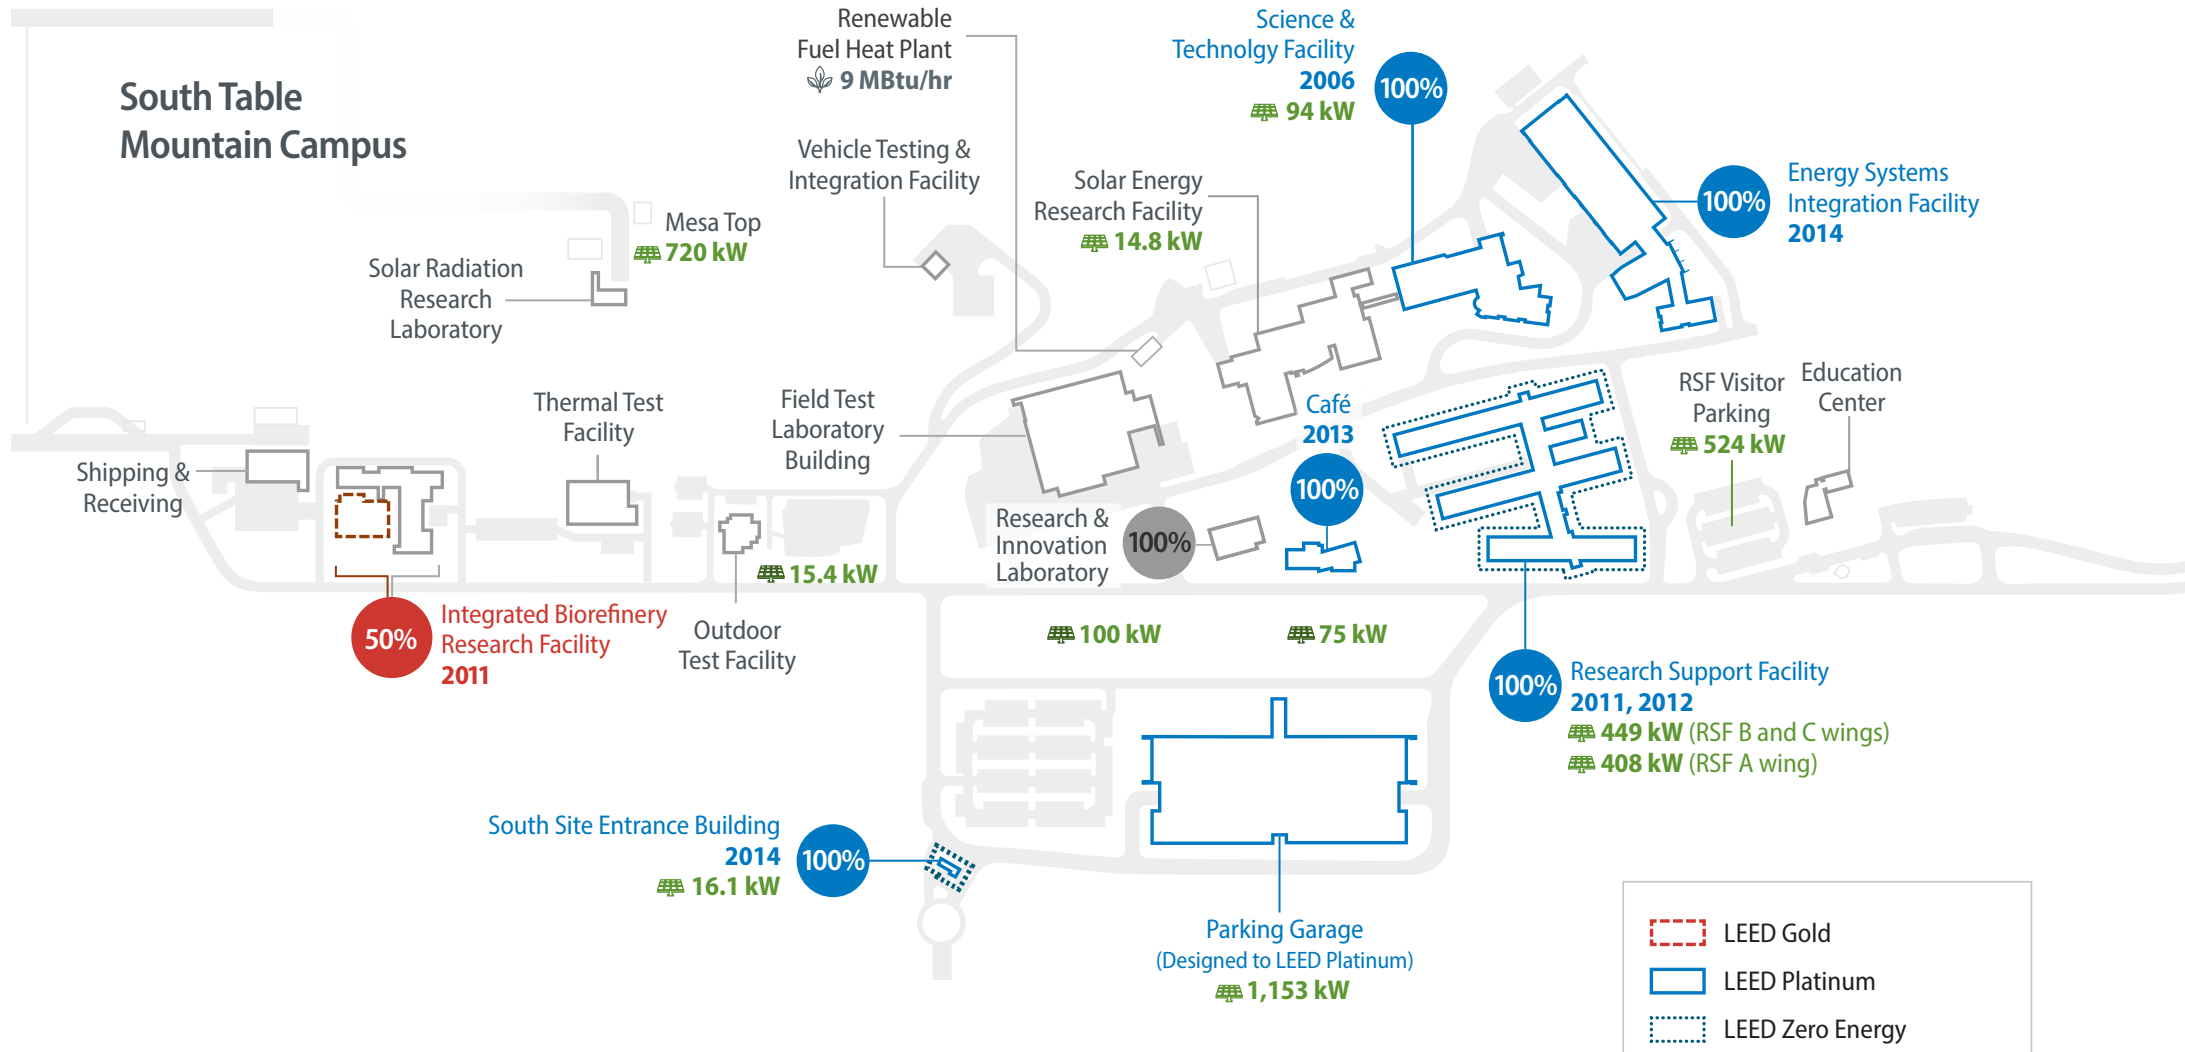 South Table
Mountain Campus
Renewable
Fuel Heat Plant
9 MBtu/hr
Science &
Technolgy Facility
2006
94 kW
100%
Vehicle Testing &
Integration Facility
Solar Energy
Research Facility
14.8 kW
100%
Energy Systems
Integration Facility
2014
Mesa Top
720 kW
Solar Radiation
Research
Laboratory
Thermal Test
Facility
Field Test
Laboratory
Building
Café
2013
100%
RSF Visitor
Parking
524 kW
Education
Center
Shipping &
Receiving
Research &
Innovation
Laboratory
100%
15.4 kW
50%
Integrated Biorefinery
Research Facility
2011
Outdoor
Test Facility
100 kW
75 kW
100%
Research Support Facility
2011, 2012
449 kW (RSF B and C wings)
408 kW (RSF A wing)
South Site Entrance Building
2014
16.1 kW
100%
Parking Garage
(Designed to LEED Platinum)
1,153 kW
LEED Gold
LEED Platinum
LEED Zero Energy